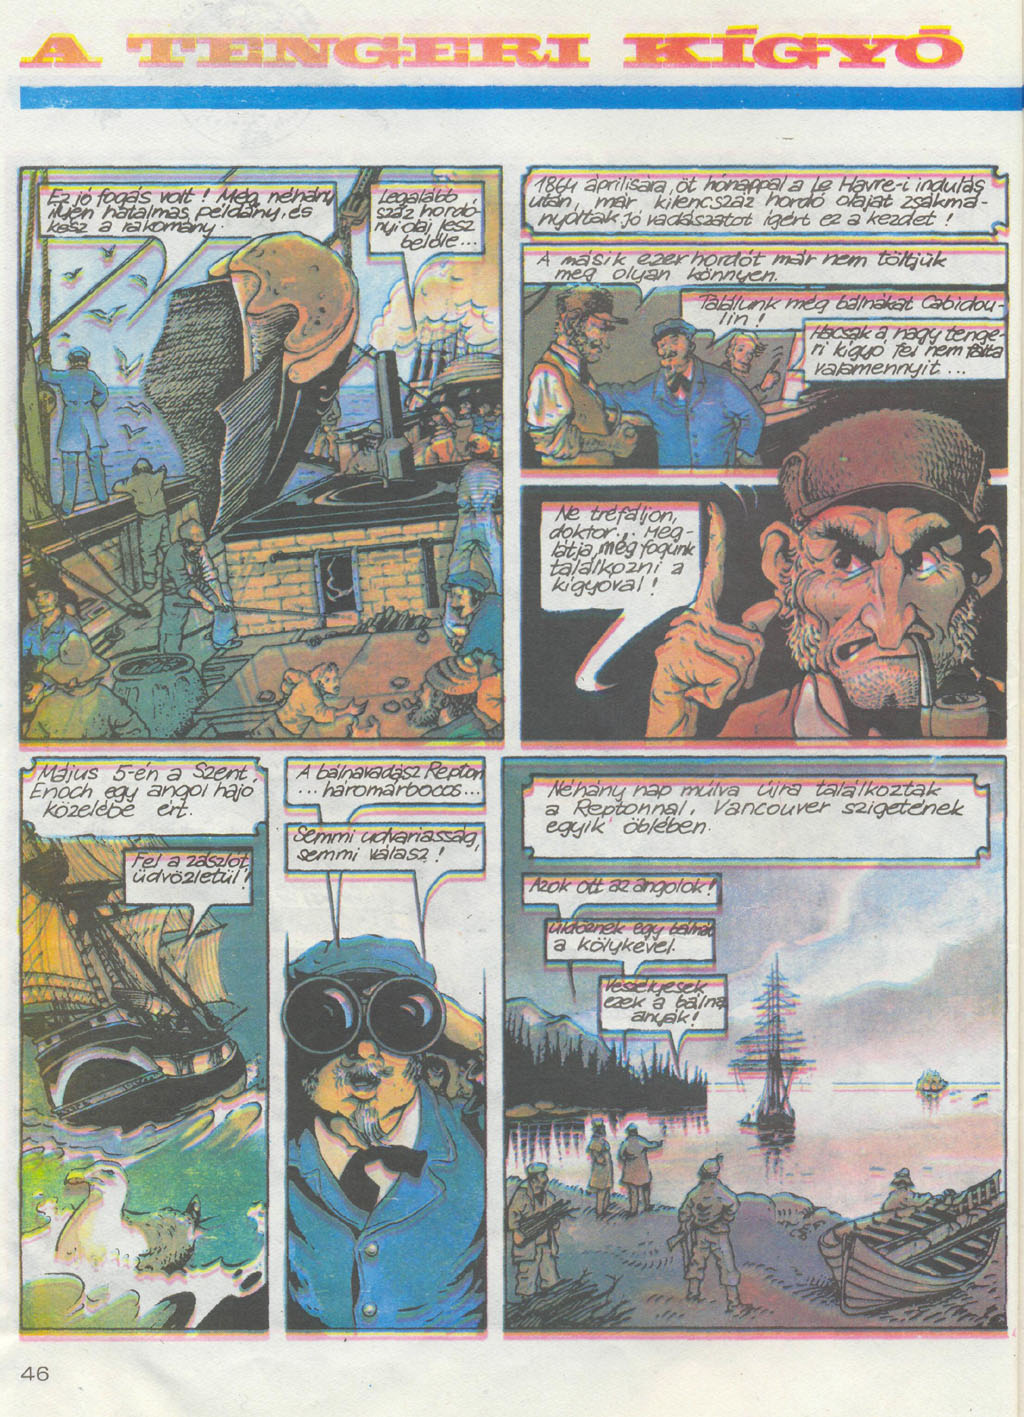 A TENGERI KÍGYÓ
Ez jó fogás volt! Még néhány
ilyen hatalmas példány, és
kész a rakomány.
Legalább
száz hordó-
nyi olaj lesz
belőle...
1864 áprilisára, öt hónappal a Le Havre-i indulás
után, már kilencszáz hordó olajat zsákmá-
nyoltak. Jó vadászatot igért ez a kezdet!
A másik ezer hordót már nem töltjük
meg olyan könnyen.
Találunk még bálnákat Cabidou-
lin!
Hacsak a nagy tenge-
ri kigyó fel nem falta
valamennyit...
Ne tréfáljon,
doktor... Meg-
látja, még fogunk
találkozni a
kigyóval!
Május 5-én a Szent
Enoch egy angol hajó
közelébe ért.
Fel a zászlót
üdvözletül!
A bálnavadász Repton
... háromárbocos...
Semmi udvariasság,
semmi válasz!
Néhány nap múlva újra találkoztak
a Reptonnal, Vancouver szigetének
egyik öblében.
Azok ott az angolok!
Üldöznek egy bálnát
a kölykével.
Veszélyesek
ezek a bálna
anyák!
46